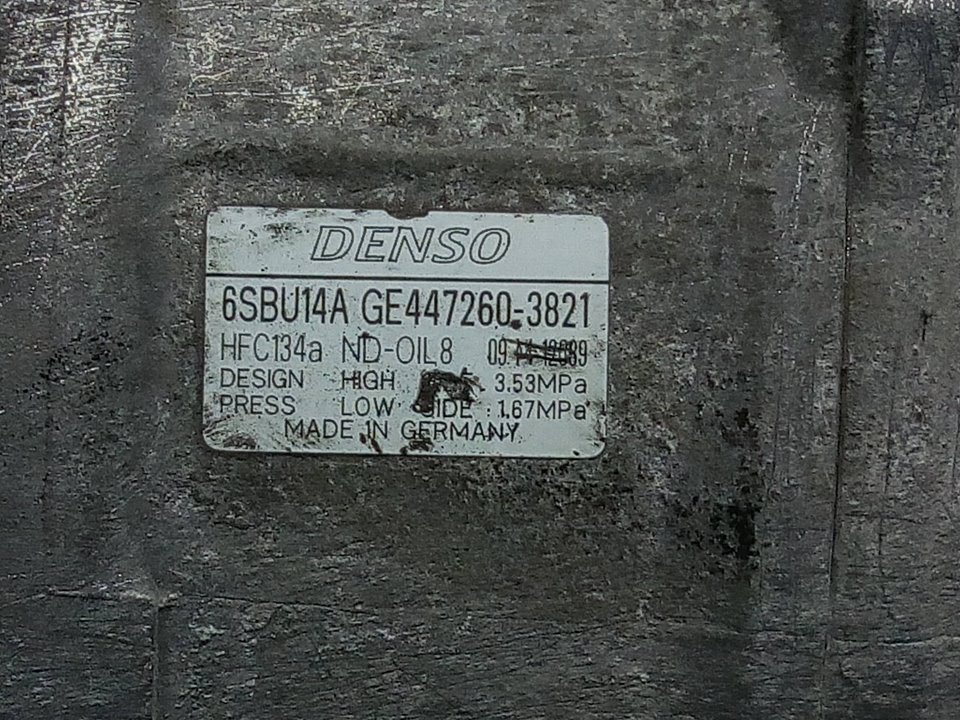 DENSO
6SBU14A GE447260-3821
HFC134a ND-OIL8
DESIGN HIGH : 3.53MPa
PRESS LOW SIDE : 1.67MPa
MADE IN GERMANY